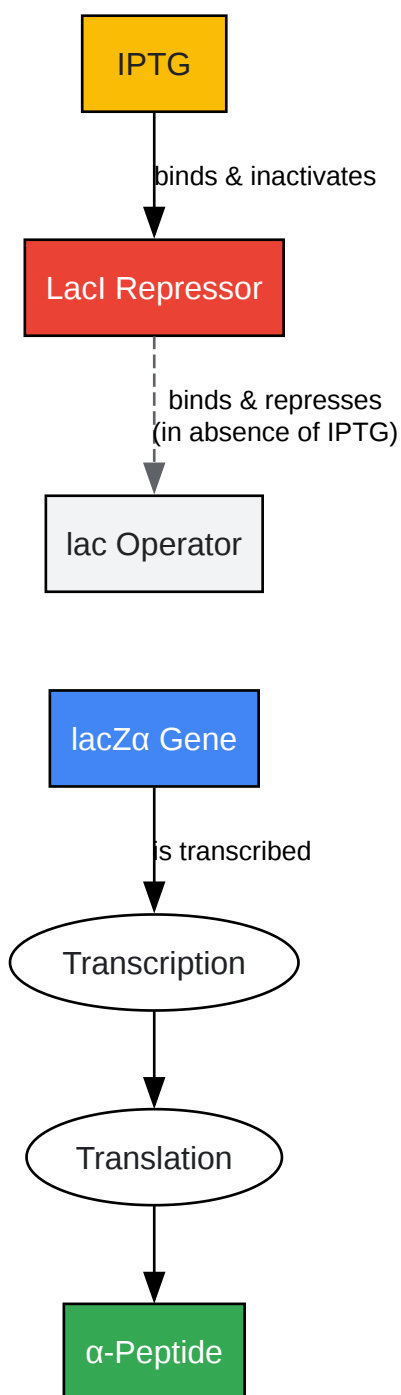 IPTG
binds & inactivates
LacI Repressor
binds & represses
(in absence of IPTG)
lac Operator
lacZα Gene
is transcribed
Transcription
Translation
α-Peptide